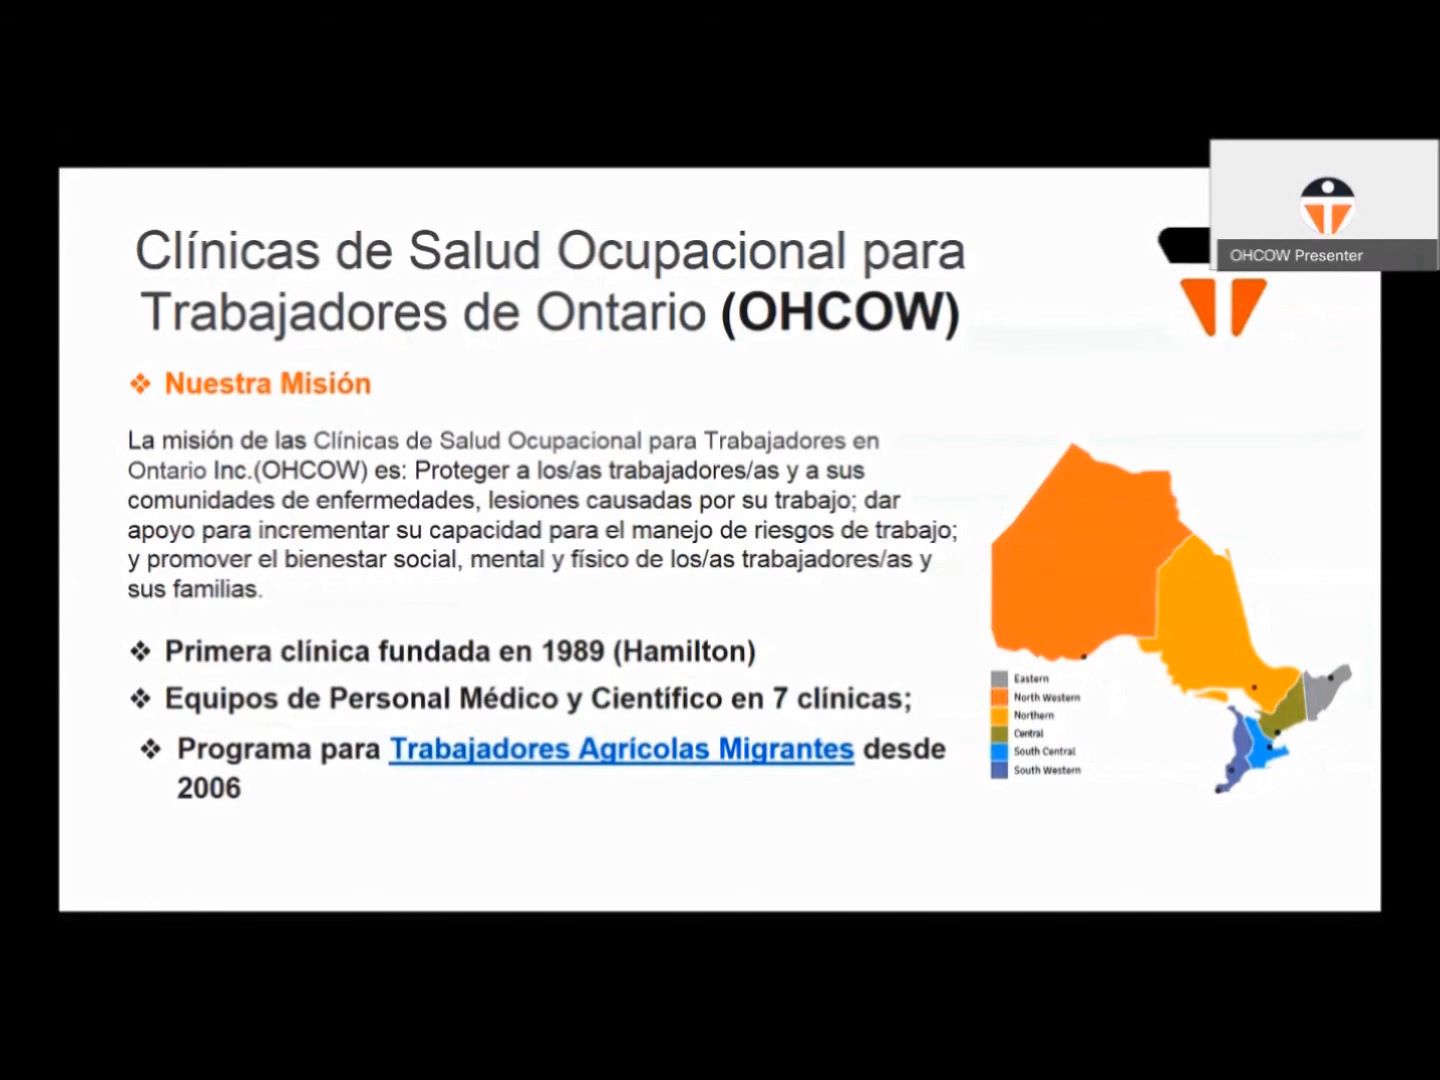 Clínicas de Salud Ocupacional para
Trabajadores de Ontario (OHCOW)
OHCOW Presenter
❖ Nuestra Misión
La misión de las Clínicas de Salud Ocupacional para Trabajadores en
Ontario Inc.(OHCOW) es: Proteger a los/as trabajadores/as y a sus
comunidades de enfermedades, lesiones causadas por su trabajo; dar
apoyo para incrementar su capacidad para el manejo de riesgos de trabajo;
y promover el bienestar social, mental y físico de los/as trabajadores/as y
sus familias.
❖ Primera clínica fundada en 1989 (Hamilton)
❖ Equipos de Personal Médico y Científico en 7 clínicas;
❖ Programa para Trabajadores Agrícolas Migrantes desde
2006
Eastern
North Western
Northern
Central
South Central
South Western